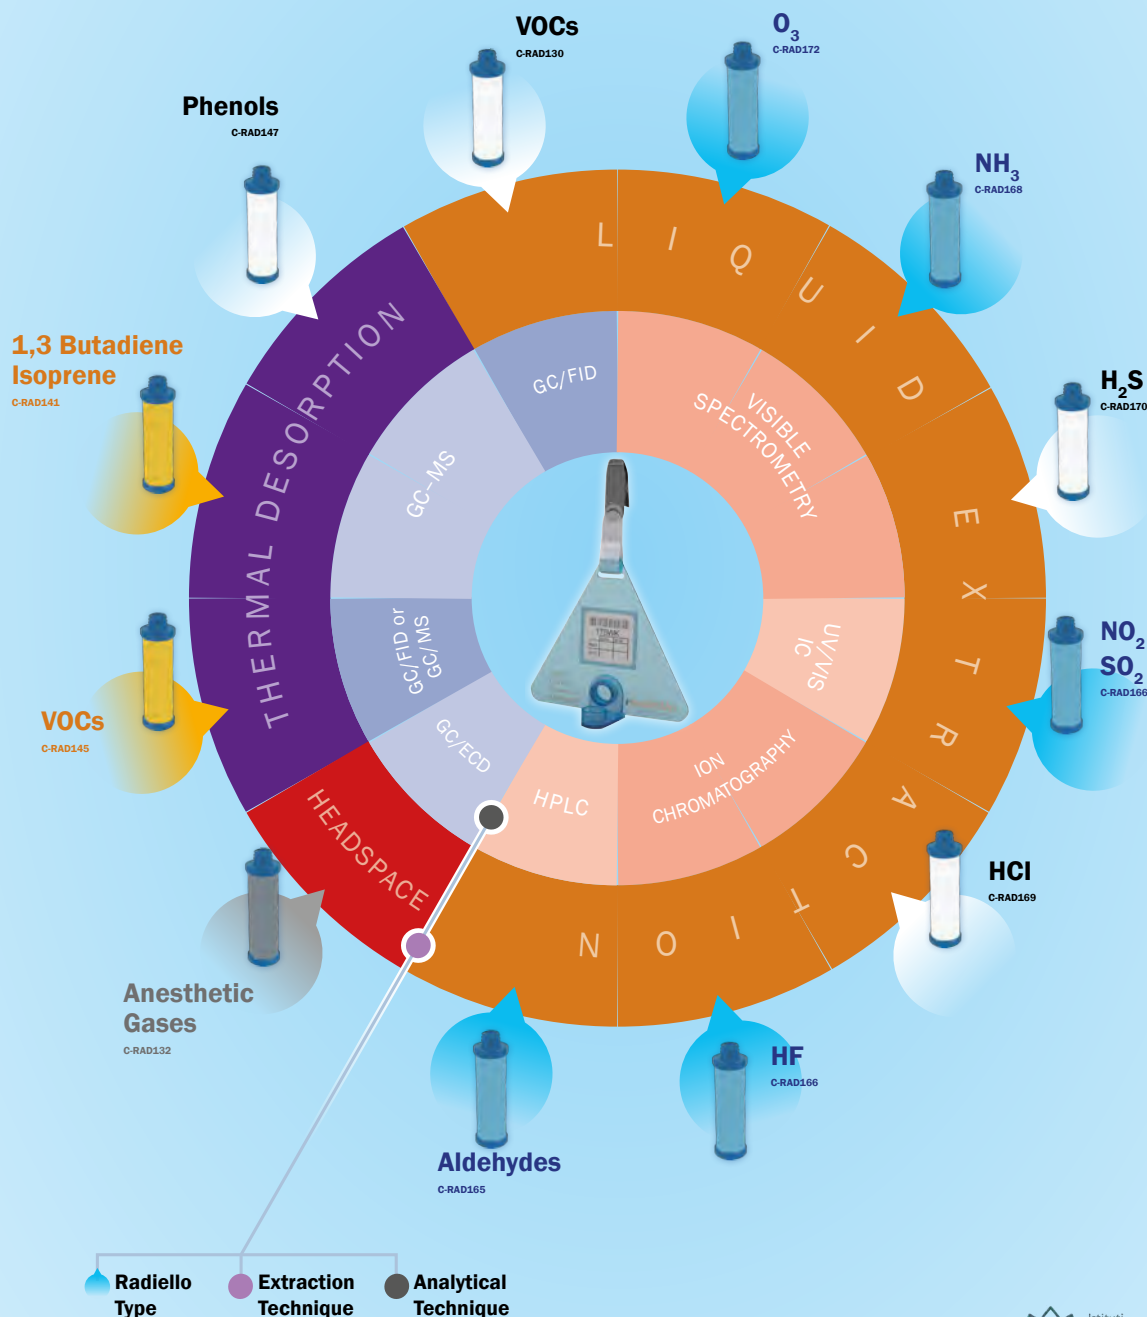 VOCs
C-RAD130
O3
C-RAD172
Phenols
C-RAD147
NH3
C-RAD168
1,3 Butadiene
Isoprene
C-RAD141
H2S
C-RAD170
NO2
SO2
C-RAD166
VOCs
C-RAD145
HCl
C-RAD169
Anesthetic
Gases
C-RAD132
HF
C-RAD166
Aldehydes
C-RAD165
LIQUID EXTRACTION
THERMAL DESORPTION
HEADSPACE
GC/FID
VISIBLE
SPECTROMETRY
GC–MS
UV/VIS
IC
GC/FID or
GC/MS
GC/ECD
HPLC
ION
CHROMATOGRAPHY
Radiello
Type
Extraction
Technique
Analytical
Technique